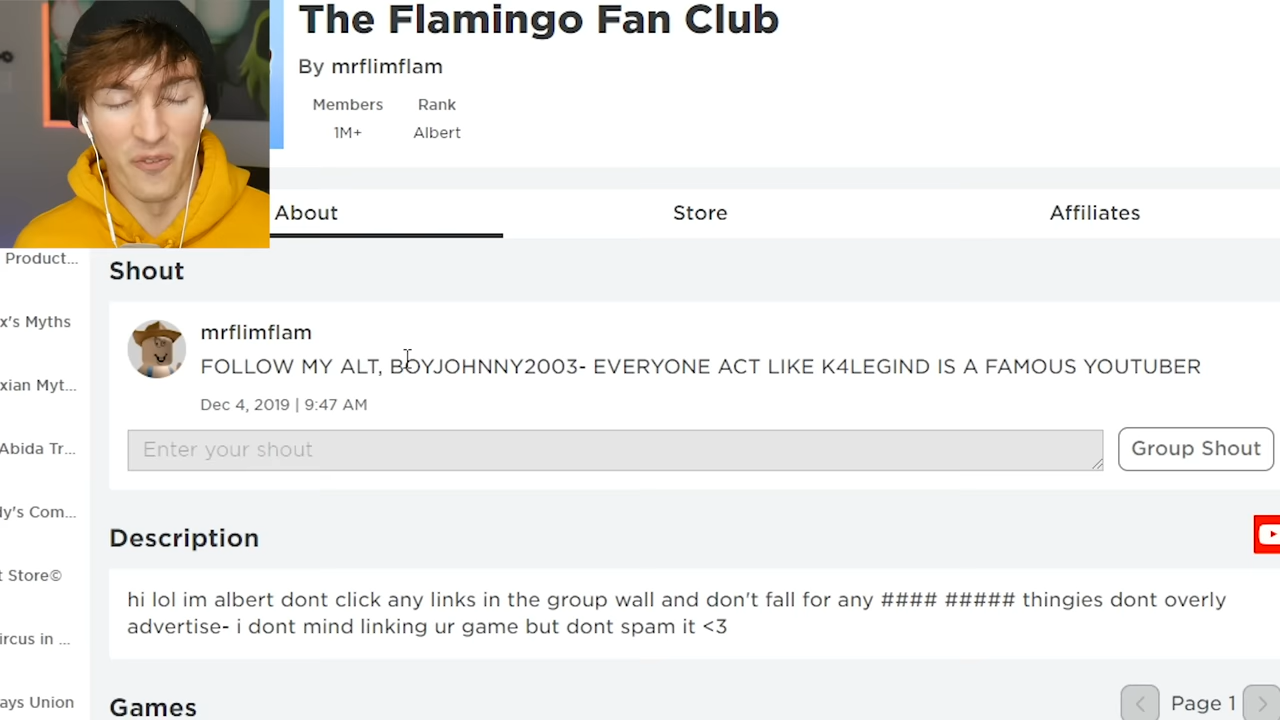 The Flamingo Fan Club
By mrflimflam
Members Rank
1M+ Albert
About Store Affiliates
Product...
x's Myths
xian Myt...
Abida Tr...
dy's Com...
t Store©
ircus in ...
ays Union
Shout
mrflimflam
FOLLOW MY ALT, BOYJOHNNY2003- EVERYONE ACT LIKE K4LEGIND IS A FAMOUS YOUTUBER
Dec 4, 2019 | 9:47 AM
Enter your shout
Group Shout
Description
hi lol im albert dont click any links in the group wall and don't fall for any #### ##### thingies dont overly
advertise- i dont mind linking ur game but dont spam it <3
Games
Page 1